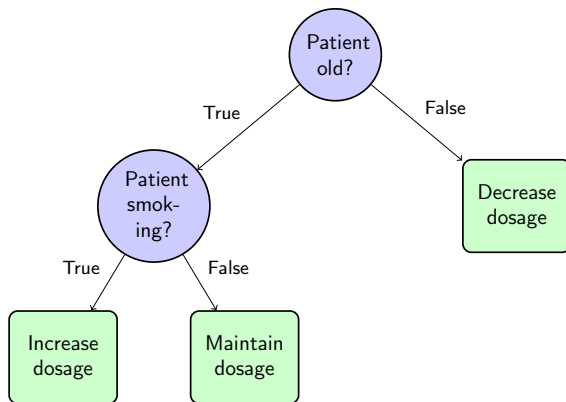 Patient
old?
True
False
Patient
smok-
ing?
Decrease
dosage
True
False
Increase
dosage
Maintain
dosage